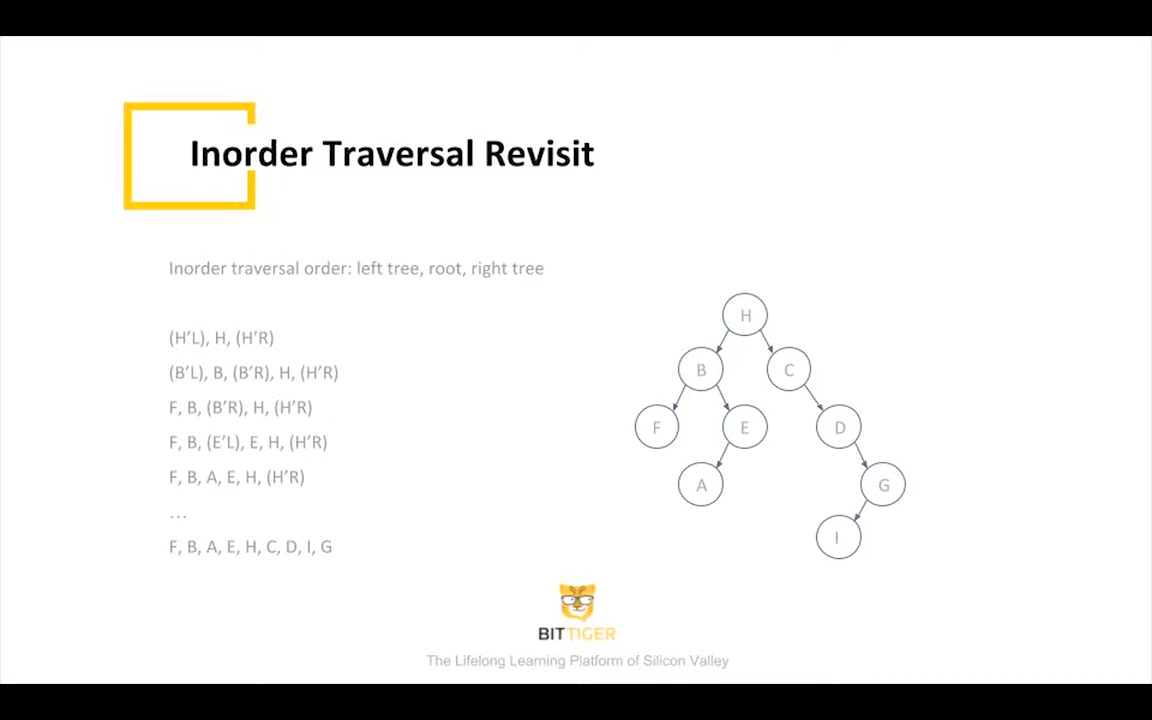 Inorder Traversal Revisit
Inorder traversal order: left tree, root, right tree
(H'L), H, (H'R)
(B'L), B, (B'R), H, (H'R)
F, B, (B'R), H, (H'R)
F, B, (E'L), E, H, (H'R)
F, B, A, E, H, (H'R)
...
F, B, A, E, H, C, D, I, G
H
B
C
F
E
D
A
G
I
BITTIGER
The Lifelong Learning Platform of Silicon Valley